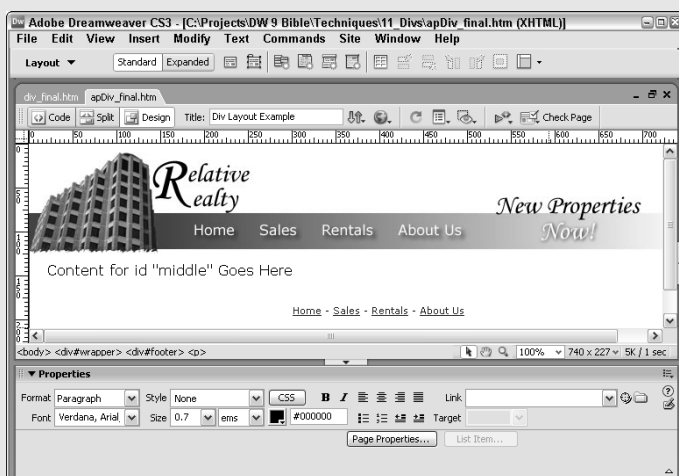 Adobe Dreamweaver CS3 - [C:\Projects\DW 9 Bible\Techniques\11_Divs\apDiv_final.htm (XHTML)]
File Edit View Insert Modify Text Commands Site Window Help
Layout Standard Expanded
div_final.htm apDiv_final.htm
Code Split Design Title: Div Layout Example Check Page
0 50 100 150 200 250 300 350 400 450 500 550 600 650 700
Relative
Realty
New Properties
Home Sales Rentals About Us Now!
Content for id "middle" Goes Here
Home - Sales - Rentals - About Us
<body> <div#wrapper> <div#footer> <p> 100% 740 x 227 5K / 1 sec
Properties
Format Paragraph Style None CSS B I Link
Font Verdana, Arial, Size 0.7 ems #000000 Target
Page Properties... List Item...